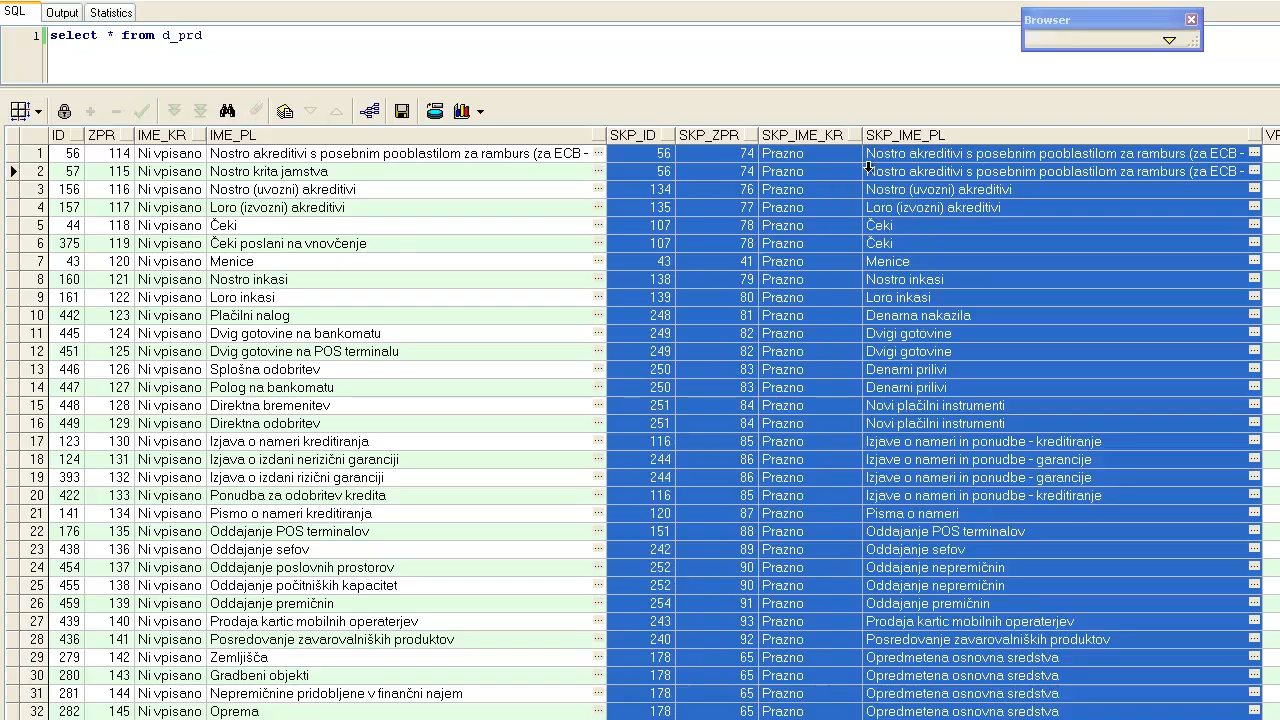 SQL Output Statistics
1 select * from d_prd
Browser
ID ZPR IME_KR IME_PL SKP_ID SKP_ZPR SKP_IME_KR SKP_IME_PL
1 56 114 Ni vpisano Nostro akreditivi s posebnim pooblastilom za ramburs (za ECB - 56 74 Prazno Nostro akreditivi s posebnim pooblastilom za ramburs (za ECB -
57 115 Ni vpisano Nostro krita jamstva 56 74 Prazno Nostro akreditivi s posebnim pooblastilom za ramburs (za ECB -
3 156 116 Ni vpisano Nostro (uvozni) akreditivi 134 76 Prazno Nostro (uvozni) akreditivi
4 157 117 Ni vpisano Loro (izvozni) akreditivi 135 77 Prazno Loro (izvozni) akreditivi
5 44 118 Ni vpisano Čeki 107 78 Prazno Čeki
6 375 119 Ni vpisano Čeki poslani na vnovčenje 107 78 Prazno Čeki
7 43 120 Ni vpisano Menice 43 41 Prazno Menice
8 160 121 Ni vpisano Nostro inkasi 138 79 Prazno Nostro inkasi
9 161 122 Ni vpisano Loro inkasi 139 80 Prazno Loro inkasi
10 442 123 Ni vpisano Plačilni nalog 248 81 Prazno Denarna nakazila
11 445 124 Ni vpisano Dvig gotovine na bankomatu 249 82 Prazno Dvigi gotovine
12 451 125 Ni vpisano Dvig gotovine na POS terminalu 249 82 Prazno Dvigi gotovine
13 446 126 Ni vpisano Splošna odobritev 250 83 Prazno Denarni prilivi
14 447 127 Ni vpisano Polog na bankomatu 250 83 Prazno Denarni prilivi
15 448 128 Ni vpisano Direktna bremenitev 251 84 Prazno Novi plačilni instrumenti
16 449 129 Ni vpisano Direktna odobritev 251 84 Prazno Novi plačilni instrumenti
17 123 130 Ni vpisano Izjava o nameri kreditiranja 116 85 Prazno Izjave o nameri in ponudbe - kreditiranje
18 124 131 Ni vpisano Izjava o izdani nerizični garanciji 244 86 Prazno Izjave o nameri in ponudbe - garancije
19 393 132 Ni vpisano Izjava o izdani rizični garanciji 244 86 Prazno Izjave o nameri in ponudbe - garancije
20 422 133 Ni vpisano Ponudba za odobritev kredita 116 85 Prazno Izjave o nameri in ponudbe - kreditiranje
21 141 134 Ni vpisano Pismo o nameri kreditiranja 120 87 Prazno Pisma o nameri
22 176 135 Ni vpisano Oddajanje POS terminalov 151 88 Prazno Oddajanje POS terminalov
23 438 136 Ni vpisano Oddajanje sefov 242 89 Prazno Oddajanje sefov
24 454 137 Ni vpisano Oddajanje poslovnih prostorov 252 90 Prazno Oddajanje nepremičnin
25 455 138 Ni vpisano Oddajanje počitniških kapacitet 252 90 Prazno Oddajanje nepremičnin
26 459 139 Ni vpisano Oddajanje premičnin 254 91 Prazno Oddajanje premičnin
27 439 140 Ni vpisano Prodaja kartic mobilnih operaterjev 243 93 Prazno Prodaja kartic mobilnih operaterjev
28 436 141 Ni vpisano Posredovanje zavarovalniških produktov 240 92 Prazno Posredovanje zavarovalniških produktov
29 279 142 Ni vpisano Zemljišča 178 65 Prazno Opredmetena osnovna sredstva
30 280 143 Ni vpisano Gradbeni objekti 178 65 Prazno Opredmetena osnovna sredstva
31 281 144 Ni vpisano Nepremičnine pridobljene v finančni najem 178 65 Prazno Opredmetena osnovna sredstva
32 282 145 Ni vpisano Oprema 178 65 Prazno Opredmetena osnovna sredstva